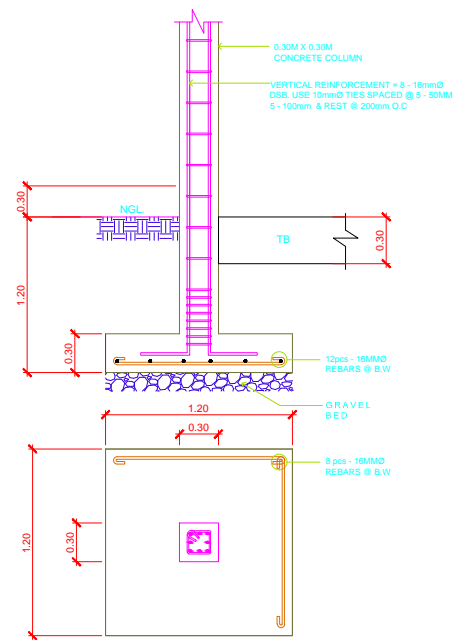 0.30M X 0.30M
CONCRETE COLUMN
VERTICAL REINFORCEMENT = 8 - 16mmØ
DSB. USE 10mmØ TIES SPACED @ 5 - 50MM
5 - 100mm. & REST @ 200mm O.C
0.30
NGL.
TB
0.30
1.20
0.30
12pcs - 16MMØ
REBARS @ B.W
GRAVEL
BED
1.20
0.30
8 pcs - 16MMØ
REBARS @ B.W
1.20
0.30